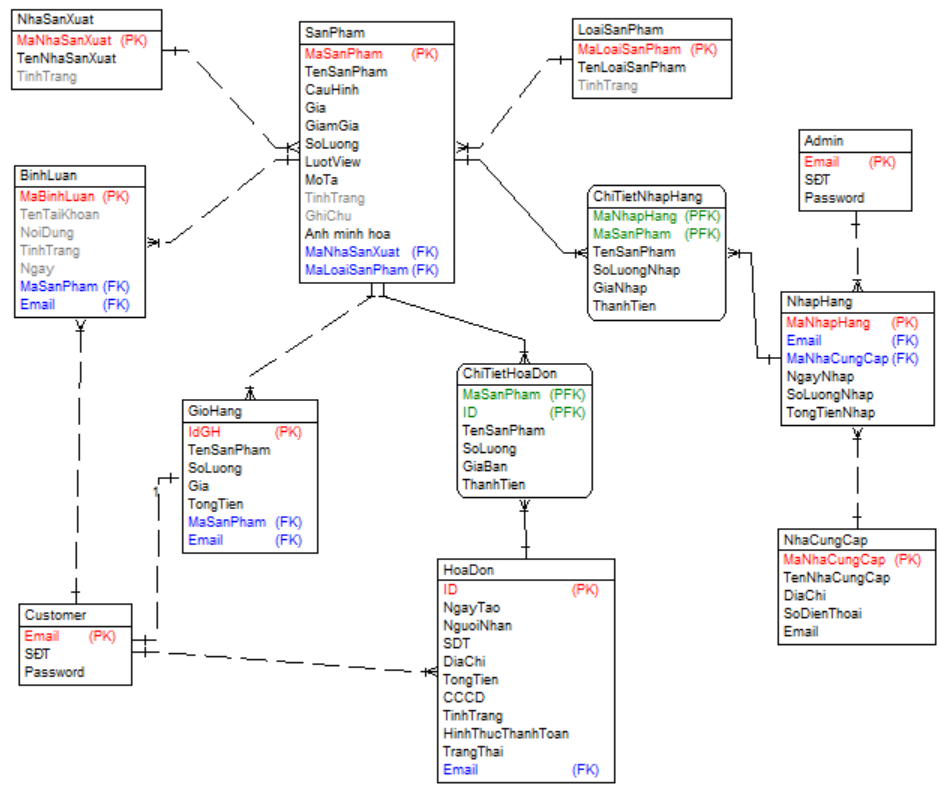 NhaSanXuat
MaNhaSanXuat (PK)
TenNhaSanXuat
TinhTrang
SanPham
MaSanPham (PK)
TenSanPham
CauHinh
Gia
GiamGia
SoLuong
LuotView
MoTa
TinhTrang
GhiChu
Anh minh hoa
MaNhaSanXuat (FK)
MaLoaiSanPham (FK)
LoaiSanPham
MaLoaiSanPham (PK)
TenLoaiSanPham
TinhTrang
Admin
Email (PK)
SĐT
Password
BinhLuan
MaBinhLuan (PK)
TenTaiKhoan
NoiDung
TinhTrang
Ngay
MaSanPham (FK)
Email (FK)
ChiTietNhapHang
MaNhapHang (PFK)
MaSanPham (PFK)
TenSanPham
SoLuongNhap
GiaNhap
ThanhTien
NhapHang
MaNhapHang (PK)
Email (FK)
MaNhaCungCap (FK)
NgayNhap
SoLuongNhap
TongTienNhap
GioHang
IdGH (PK)
TenSanPham
SoLuong
Gia
TongTien
MaSanPham (FK)
Email (FK)
1
ChiTietHoaDon
MaSanPham (PFK)
ID (PFK)
TenSanPham
SoLuong
GiaBan
ThanhTien
NhaCungCap
MaNhaCungCap (PK)
TenNhaCungCap
DiaChi
SoDienThoai
Email
Customer
Email (PK)
SĐT
Password
HoaDon
ID (PK)
NgayTao
NguoiNhan
SDT
DiaChi
TongTien
CCCD
TinhTrang
HinhThucThanhToan
TrangThai
Email (FK)